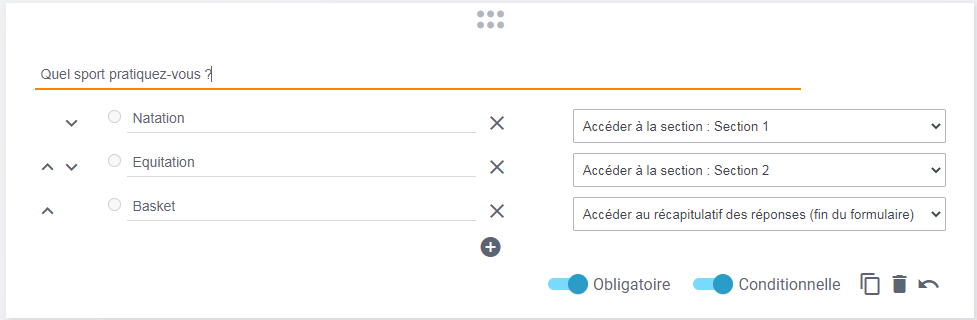 Quel sport pratiquez-vous ?
Natation
Accéder à la section : Section 1
Equitation
Accéder à la section : Section 2
Basket
Accéder au récapitulatif des réponses (fin du formulaire)
Obligatoire
Conditionnelle